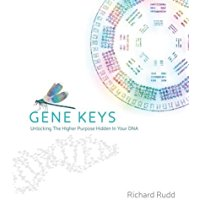 GENE KEYS
Unlocking The Higher Purpose Hidden In Your DNA
Richard Rudd